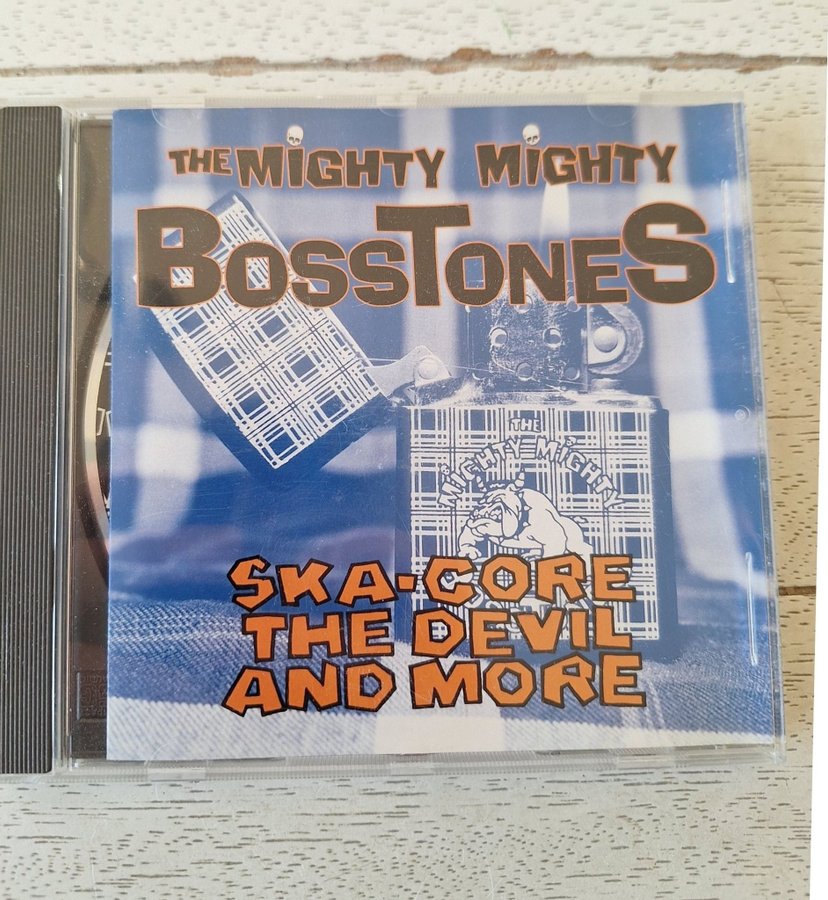 THE MiGHTY MiGHTY
BOSSTONES
THE
MIGHTY MIGHTY
SKA-CORE
THE DEVIL
AND MORE